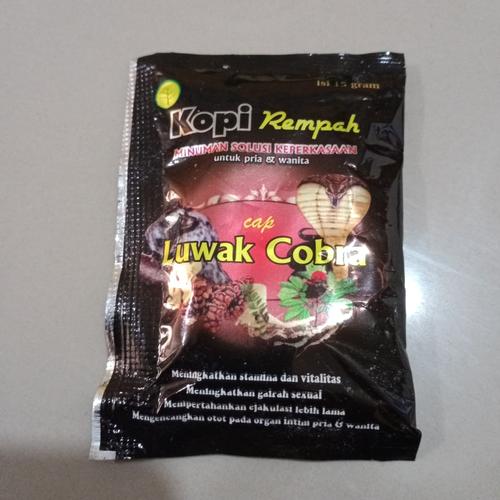 Isi 15 gram
Kopi Rempah
MINUMAN SOLUSI KEPERKASAAN
untuk pria & wanita
cap
Luwak Cobra
Meningkatkan stamina dan vitalitas
Meningkatkan gairah sexual
Mempertahankan ejakulasi lebih lama
Mengencangkan otot pada organ intim pria & wanita